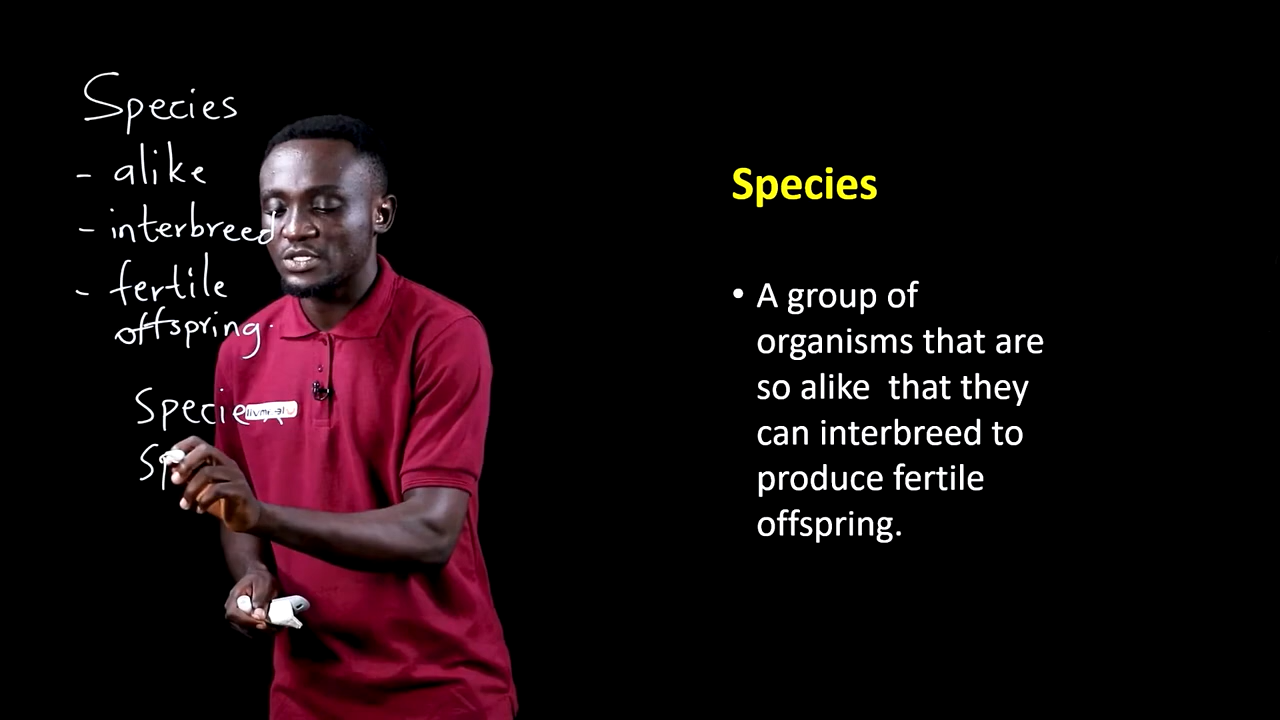 Species
- alike
- interbreed
- fertile
offspring.
Specie
Sp
Species
• A group of
organisms that are
so alike that they
can interbreed to
produce fertile
offspring.